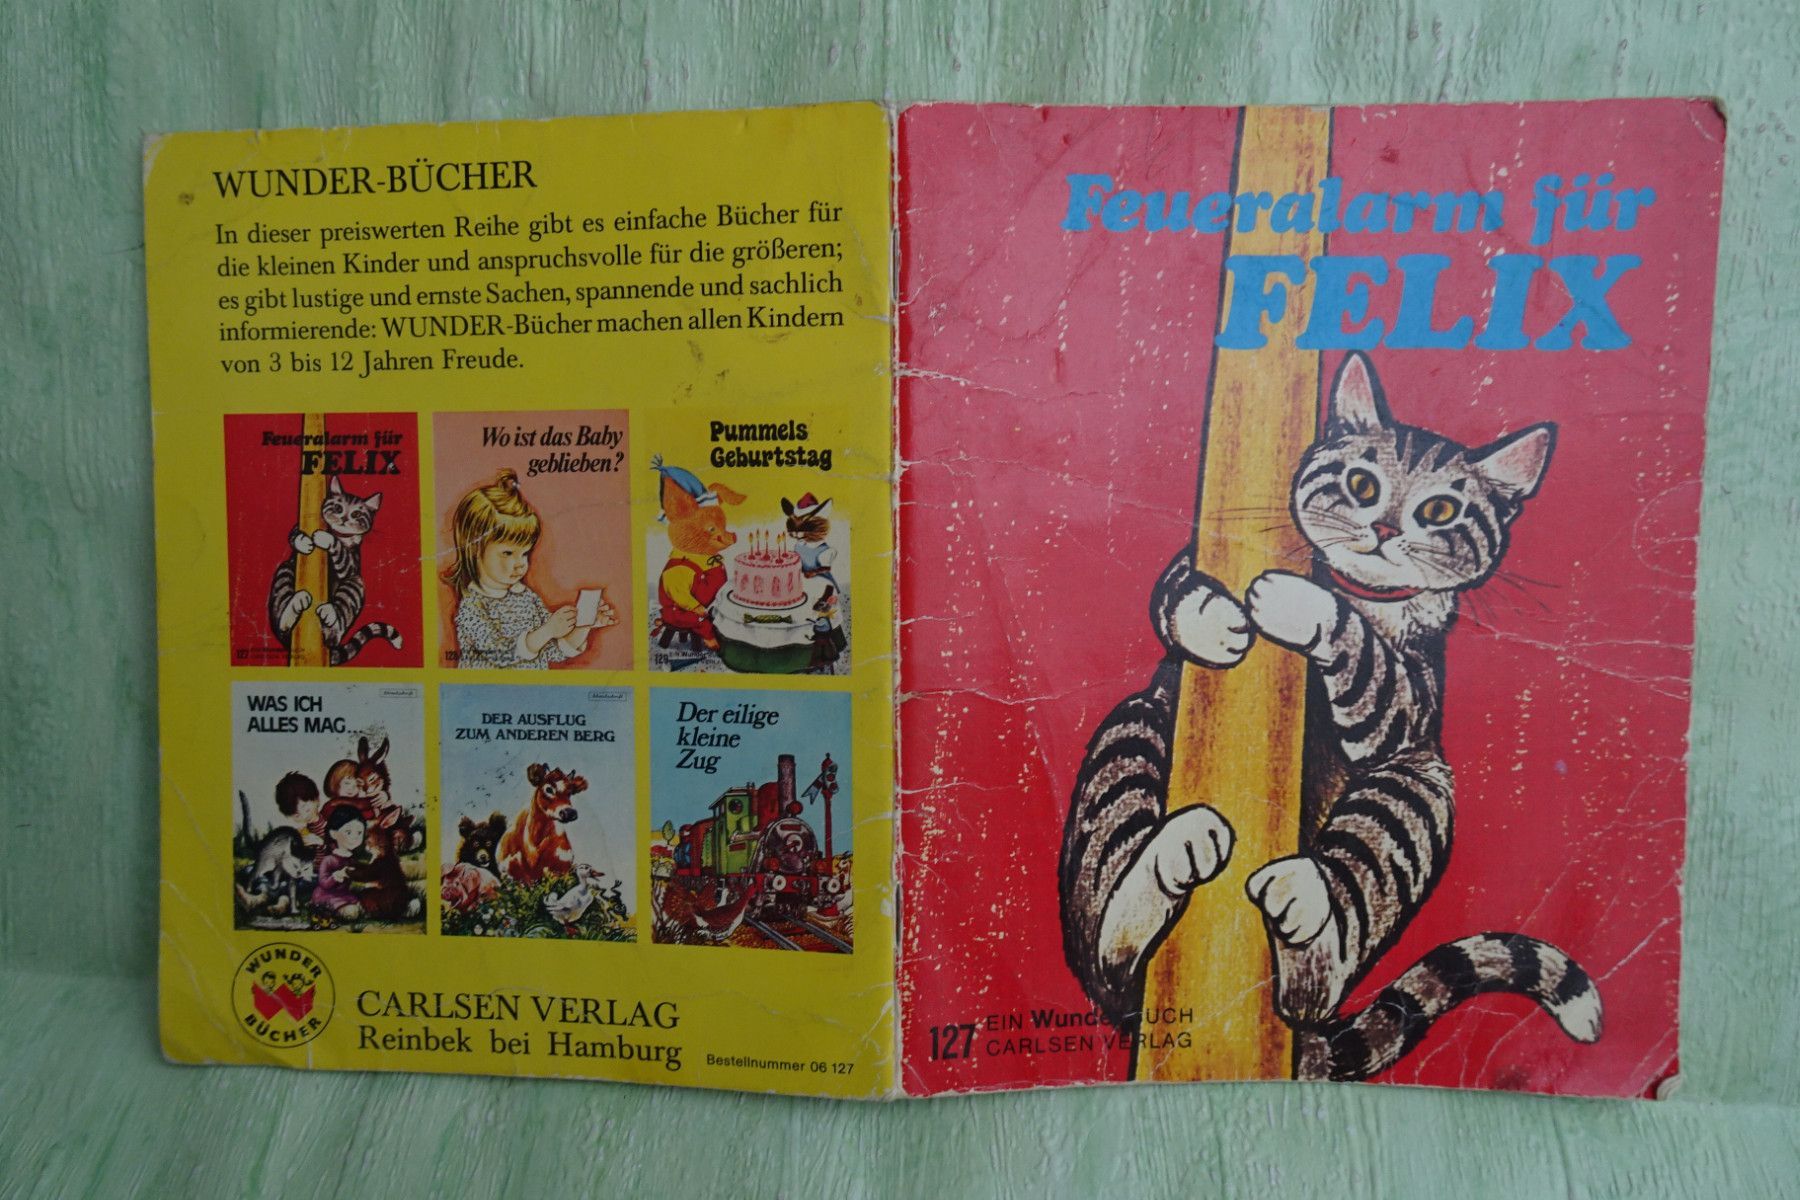 WUNDER-BÜCHER
In dieser preiswerten Reihe gibt es einfache Bücher für
die kleinen Kinder und anspruchsvolle für die größeren;
es gibt lustige und ernste Sachen, spannende und sachlich
informierende: WUNDER-Bücher machen allen Kindern
von 3 bis 12 Jahren Freude.
Feueralarm für
FELIX
127
Wo ist das Baby
geblieben?
128
Pummels
Geburtstag
129
WAS ICH
ALLES MAG...
DER AUSFLUG
ZUM ANDEREN BERG
Der eilige
kleine
Zug
WUNDER
BÜCHER
CARLSEN VERLAG
Reinbek bei Hamburg
Bestellnummer 06 127
Feueralarm für
FELIX
127
EIN Wunderbuch
CARLSEN VERLAG